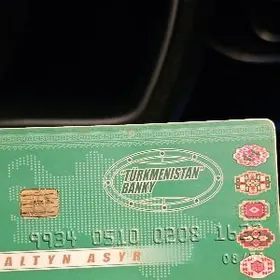 "TÜRKMENISTAN"
BANKY
9934 0510 0208
ALTYN ASYR
08